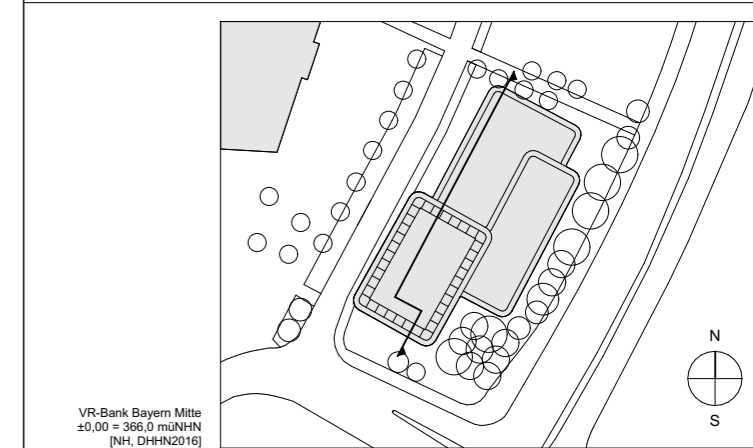 N
S
VR-Bank Bayern Mitte
±0,00 = 366,0 müNHN
[NH, DHHN2016]